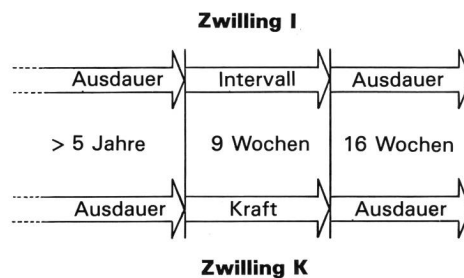 Zwilling I
Ausdauer Intervall Ausdauer
> 5 Jahre 9 Wochen 16 Wochen
Ausdauer Kraft Ausdauer
Zwilling K